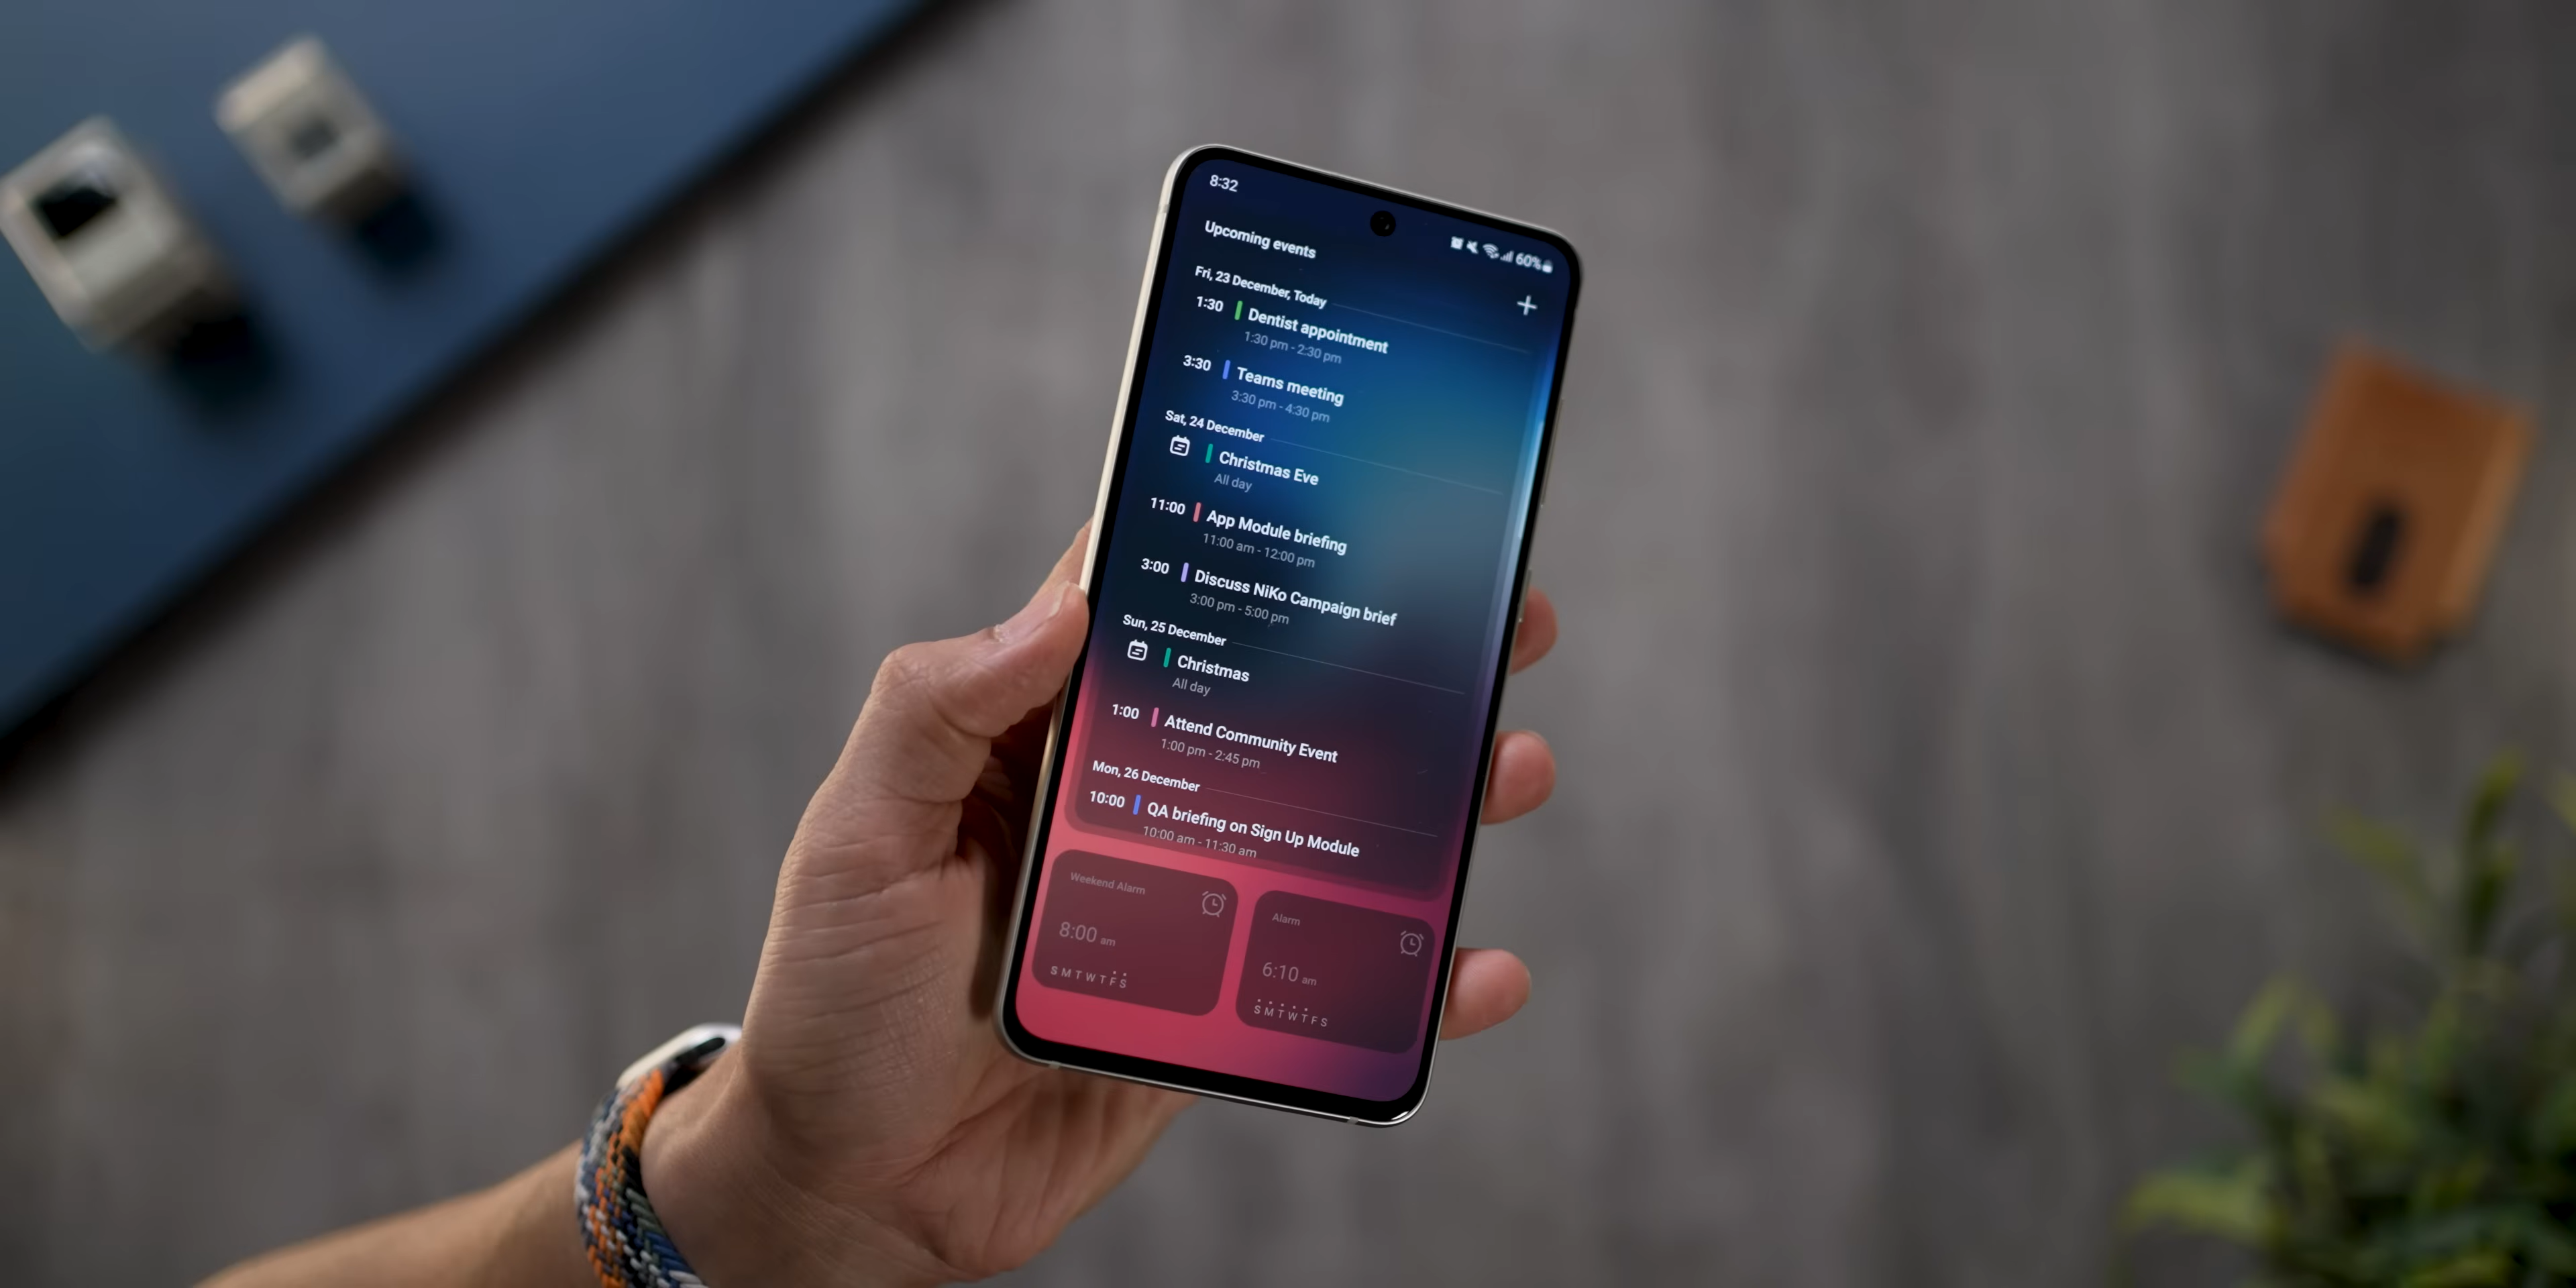 8:32
60%
Upcoming events
Fri, 23 December, Today
1:30 Dentist appointment
1:30 pm - 2:30 pm
3:30 Teams meeting
3:30 pm - 4:30 pm
Sat, 24 December
Christmas Eve
All day
11:00 App Module briefing
11:00 am - 12:00 pm
3:00 Discuss NiKo Campaign brief
3:00 pm - 5:00 pm
Sun, 25 December
Christmas
All day
1:00 Attend Community Event
1:00 pm - 2:45 pm
Mon, 26 December
10:00 QA briefing on Sign Up Module
10:00 am - 11:30 am
Weekend Alarm
8:00 am
S M T W T F S
Alarm
6:10 am
S M T W T F S